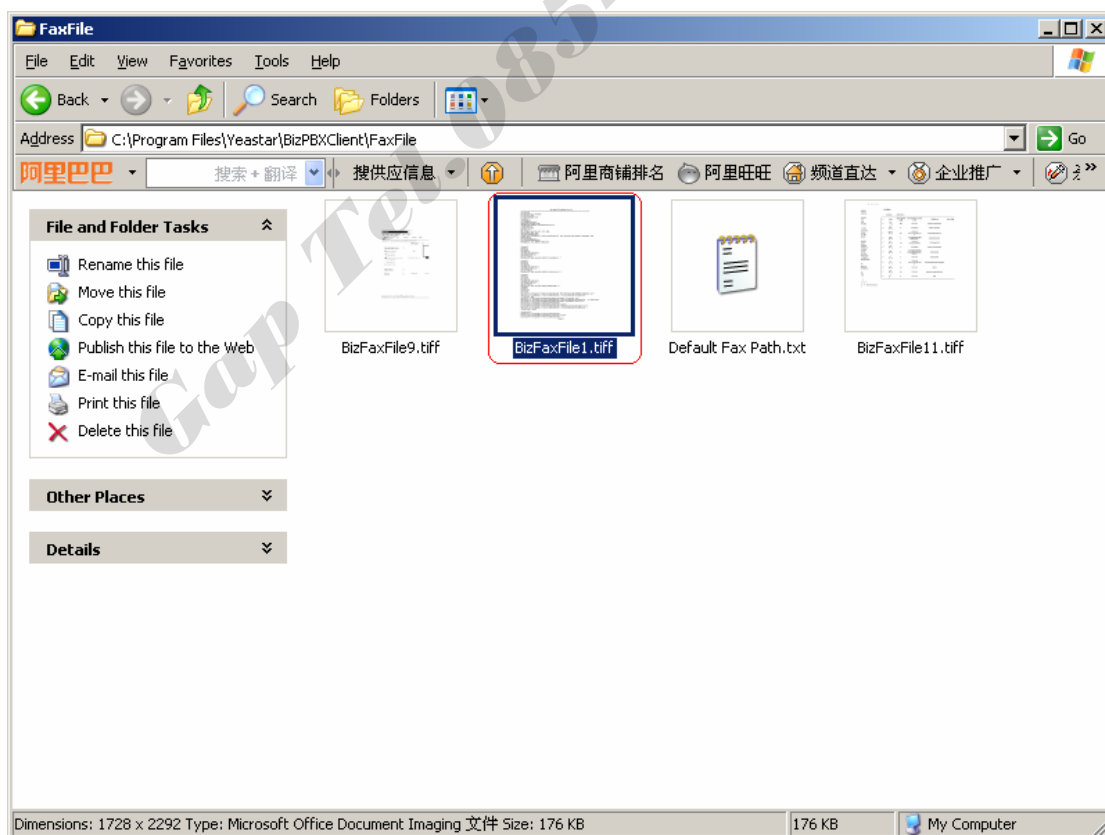 FaxFile
File Edit View Favorites Tools Help
Back Search Folders
Address C:\Program Files\Yeastar\BizPBXClient\FaxFile Go
阿里巴巴 搜索+翻译 搜供应信息 阿里商铺排名 阿里旺旺 频道直达 企业推广
File and Folder Tasks
Rename this file
Move this file
Copy this file
Publish this file to the Web
E-mail this file
Print this file
Delete this file
Other Places
Details
BizFaxFile9.tiff BizFaxFile1.tiff Default Fax Path.txt BizFaxFile11.tiff
Gap Tel.085
Dimensions: 1728 x 2292 Type: Microsoft Office Document Imaging 文件 Size: 176 KB 176 KB My Computer